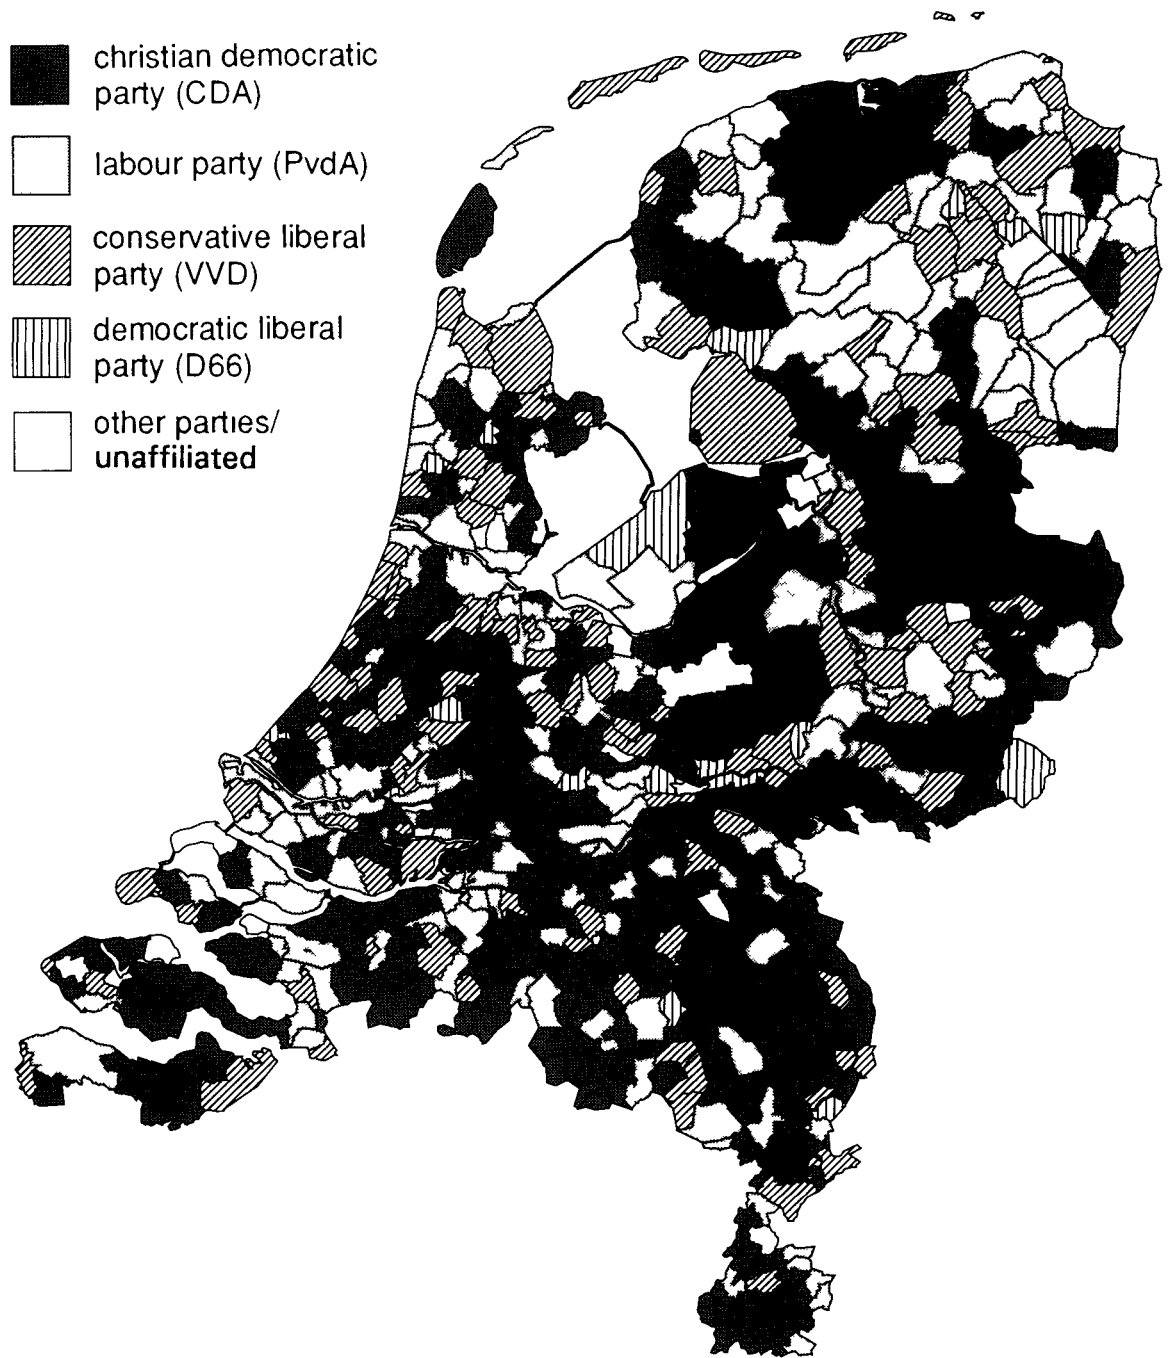 christian democratic
party (CDA)
labour party (PvdA)
conservative liberal
party (VVD)
democratic liberal
party (D66)
other parties/
unaffiliated